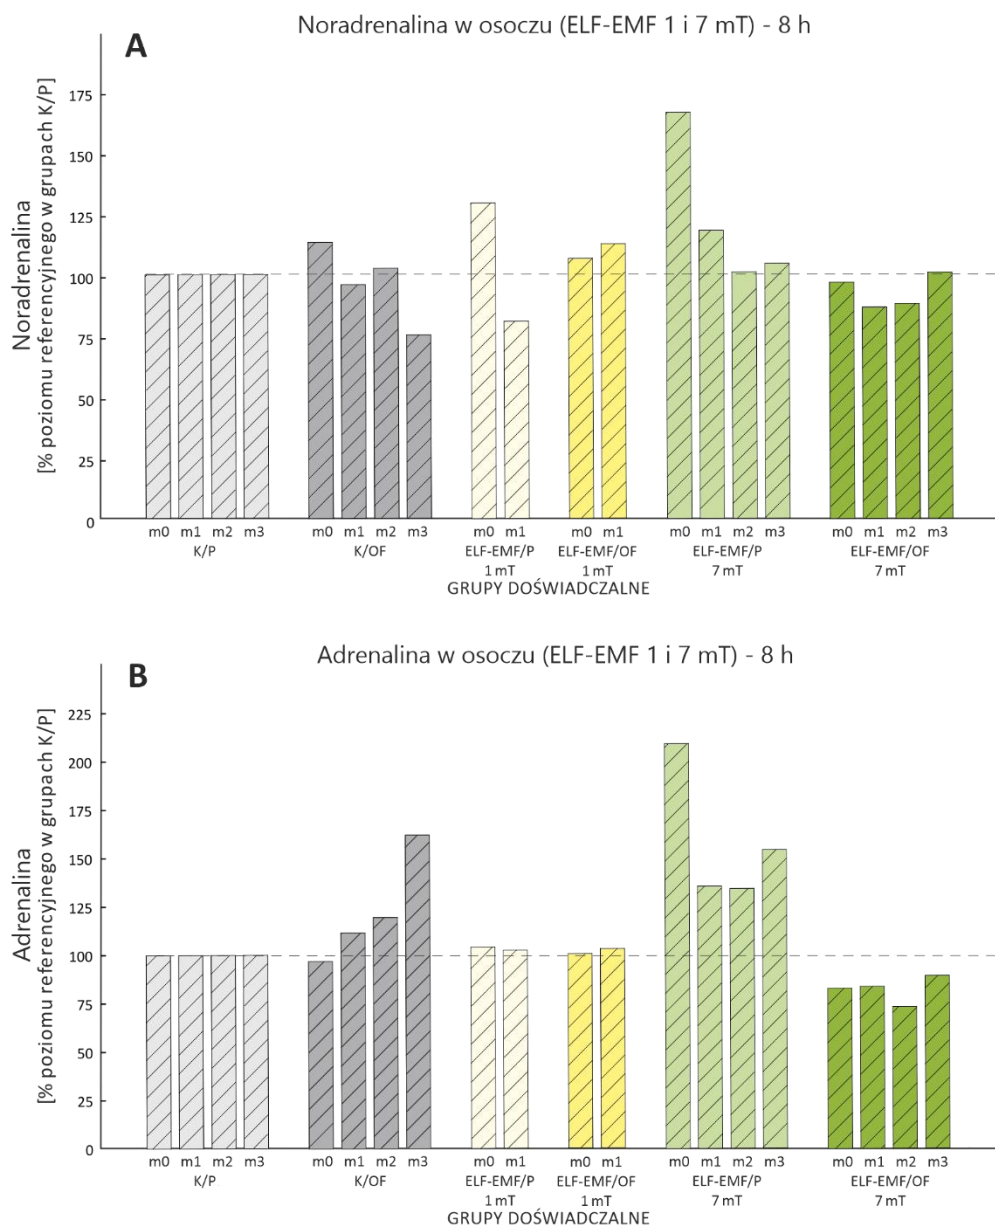 Noradrenalina w osoczu (ELF-EMF 1 i 7 mT) - 8 h
A
Noradrenalina
[% poziomu referencyjnego w grupach K/P]
175
150
125
100
75
50
25
0
m0 m1 m2 m3 m0 m1 m2 m3 m0 m1 m0 m1 m0 m1 m2 m3 m0 m1 m2 m3
K/P K/OF ELF-EMF/P ELF-EMF/OF ELF-EMF/P ELF-EMF/OF
1 mT 1 mT 7 mT 7 mT
GRUPY DOŚWIADCZALNE
Adrenalina w osoczu (ELF-EMF 1 i 7 mT) - 8 h
B
Adrenalina
[% poziomu referencyjnego w grupach K/P]
225
200
175
150
125
100
75
50
25
0
m0 m1 m2 m3 m0 m1 m2 m3 m0 m1 m0 m1 m0 m1 m2 m3 m0 m1 m2 m3
K/P K/OF ELF-EMF/P ELF-EMF/OF ELF-EMF/P ELF-EMF/OF
1 mT 1 mT 7 mT 7 mT
GRUPY DOŚWIADCZALNE